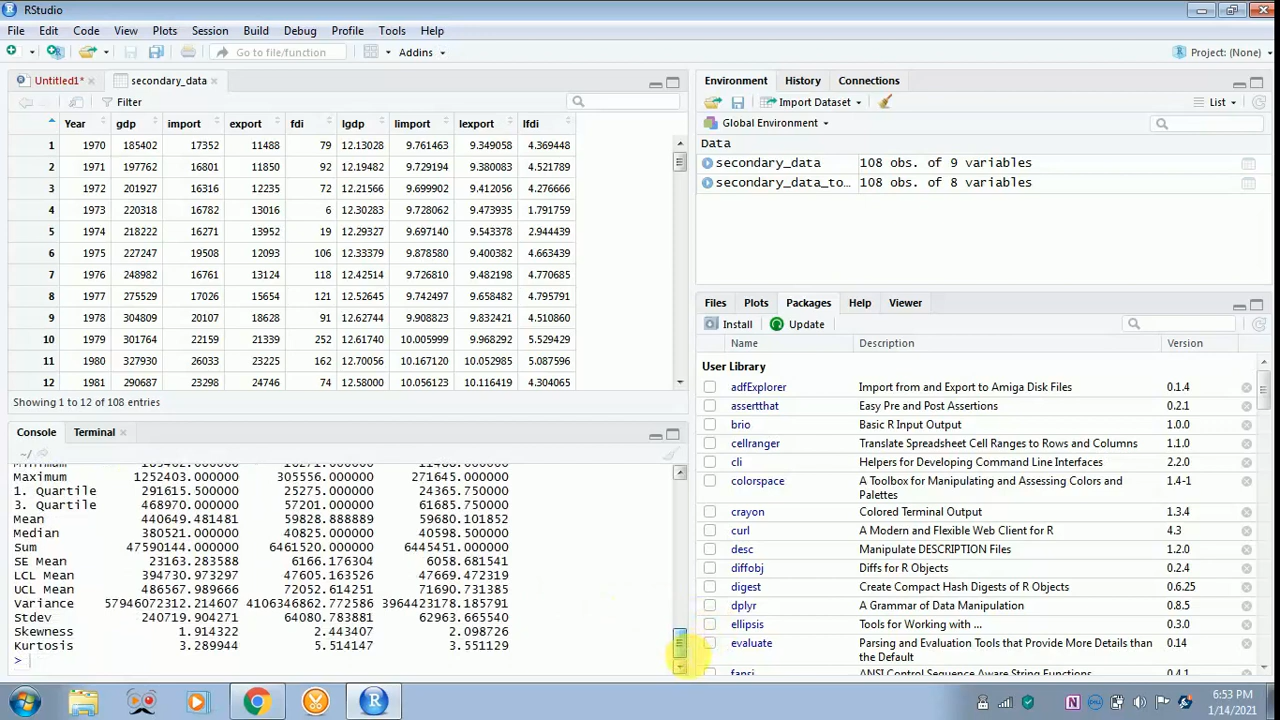 RStudio
File Edit Code View Plots Session Build Debug Profile Tools Help
Go to file/function Addins Project: (None)
Untitled1* secondary_data
Filter
Year gdp import export fdi lgdp limport lexport lfdi
1 1970 185402 17352 11488 79 12.13028 9.761463 9.349058 4.369448
2 1971 197762 16801 11850 92 12.19482 9.729194 9.380083 4.521789
3 1972 201927 16316 12235 72 12.21566 9.699902 9.412056 4.276666
4 1973 220318 16782 13016 6 12.30283 9.728062 9.473935 1.791759
5 1974 218222 16271 13952 19 12.29327 9.697140 9.543378 2.944439
6 1975 227247 19508 12093 106 12.33379 9.878580 9.400382 4.663439
7 1976 248982 16761 13124 118 12.42514 9.726810 9.482198 4.770685
8 1977 275529 17026 15654 121 12.52645 9.742497 9.658482 4.795791
9 1978 304809 20107 18628 91 12.62744 9.908823 9.832421 4.510860
10 1979 301764 22159 21339 252 12.61740 10.005999 9.968292 5.529429
11 1980 327930 26033 23225 162 12.70056 10.167120 10.052985 5.087596
12 1981 290687 23298 24746 74 12.58000 10.056123 10.116419 4.304065
Showing 1 to 12 of 108 entries
Console Terminal
~/
Minimum 185402.000000 16271.000000 11488.000000
Maximum 1252403.000000 305556.000000 271645.000000
1. Quartile 291615.500000 25275.000000 24365.750000
3. Quartile 468970.000000 57201.000000 61685.750000
Mean 440649.481481 59828.888889 59680.101852
Median 380521.000000 40825.000000 40598.500000
Sum 47590144.000000 6461520.000000 6445451.000000
SE Mean 23163.283588 6166.176304 6058.681541
LCL Mean 394730.973297 47605.163526 47669.472319
UCL Mean 486567.989666 72052.614251 71690.731385
Variance 57946072312.214607 4106346862.772586 3964423178.185791
Stdev 240719.904271 64080.783881 62963.665540
Skewness 1.914322 2.443407 2.098726
Kurtosis 3.289944 5.514147 3.551129
>
Environment History Connections
Import Dataset List
Global Environment
Data
secondary_data 108 obs. of 9 variables
secondary_data_to… 108 obs. of 8 variables
Files Plots Packages Help Viewer
Install Update
Name Description Version
User Library
adfExplorer Import from and Export to Amiga Disk Files 0.1.4
assertthat Easy Pre and Post Assertions 0.2.1
brio Basic R Input Output 1.0.0
cellranger Translate Spreadsheet Cell Ranges to Rows and Columns 1.1.0
cli Helpers for Developing Command Line Interfaces 2.2.0
colorspace A Toolbox for Manipulating and Assessing Colors and 1.4-1
Palettes
crayon Colored Terminal Output 1.3.4
curl A Modern and Flexible Web Client for R 4.3
desc Manipulate DESCRIPTION Files 1.2.0
diffobj Diffs for R Objects 0.2.4
digest Create Compact Hash Digests of R Objects 0.6.25
dplyr A Grammar of Data Manipulation 0.8.5
ellipsis Tools for Working with ... 0.3.0
evaluate Parsing and Evaluation Tools that Provide More Details than 0.14
the Default
fansi ANSI Control Sequence Aware String Functions 0.4.1
6:53 PM
1/14/2021